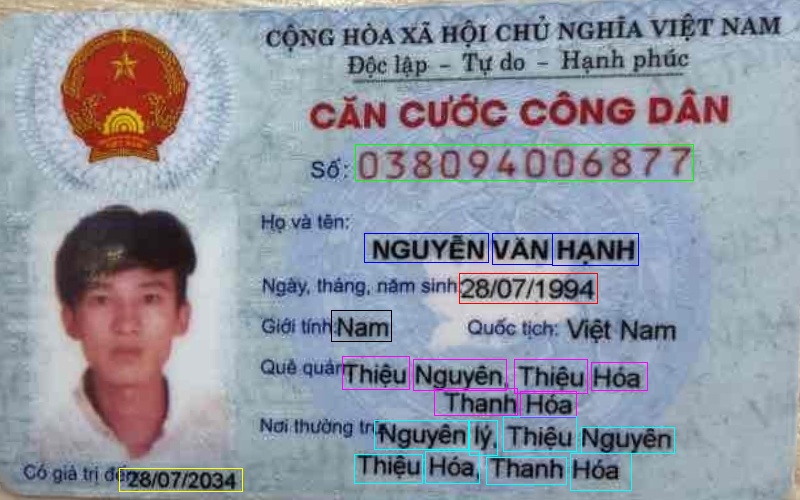 CỘNG HÒA XÃ HỘI CHỦ NGHĨA VIỆT NAM
Độc lập - Tự do - Hạnh phúc
CĂN CƯỚC CÔNG DÂN
Số: 038094006877
Họ và tên:
NGUYỄN VĂN HẠNH
Ngày, tháng, năm sinh 28/07/1994
Giới tính Nam Quốc tịch: Việt Nam
Quê quán Thiệu Nguyên, Thiệu Hóa
Thanh Hóa
Nơi thường trú Nguyên lý, Thiệu Nguyên
Thiệu Hóa, Thanh Hóa
Có giá trị đến 28/07/2034